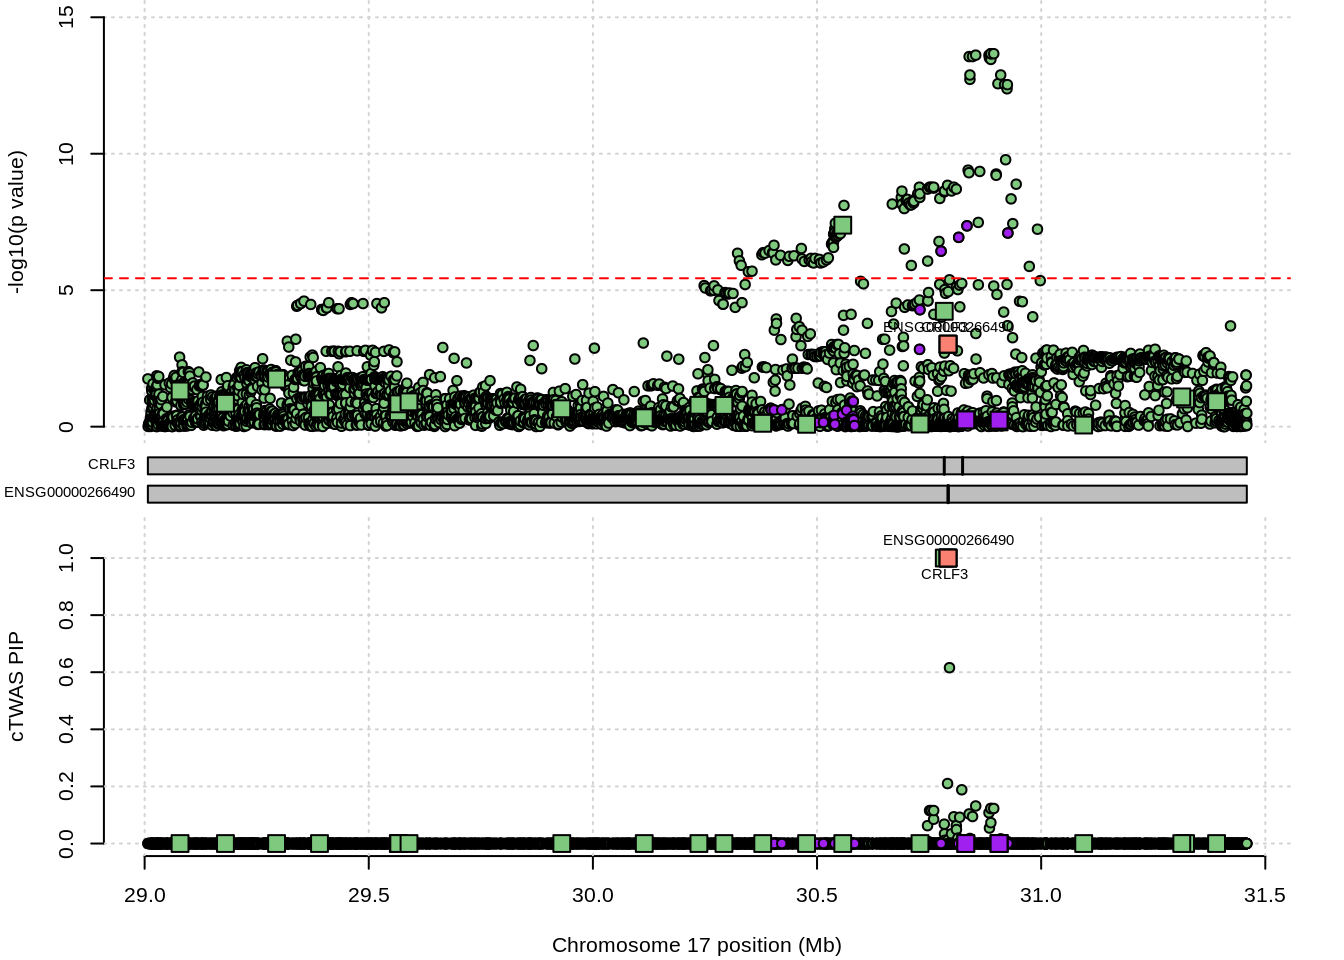 15
10
5
0
-log10(p value)
ENSG00000266490
CRLF3
CRLF3
ENSG00000266490
ENSG00000266490
CRLF3
1.0
0.8
0.6
0.4
0.2
0.0
cTWAS PIP
29.0 29.5 30.0 30.5 31.0 31.5
Chromosome 17 position (Mb)